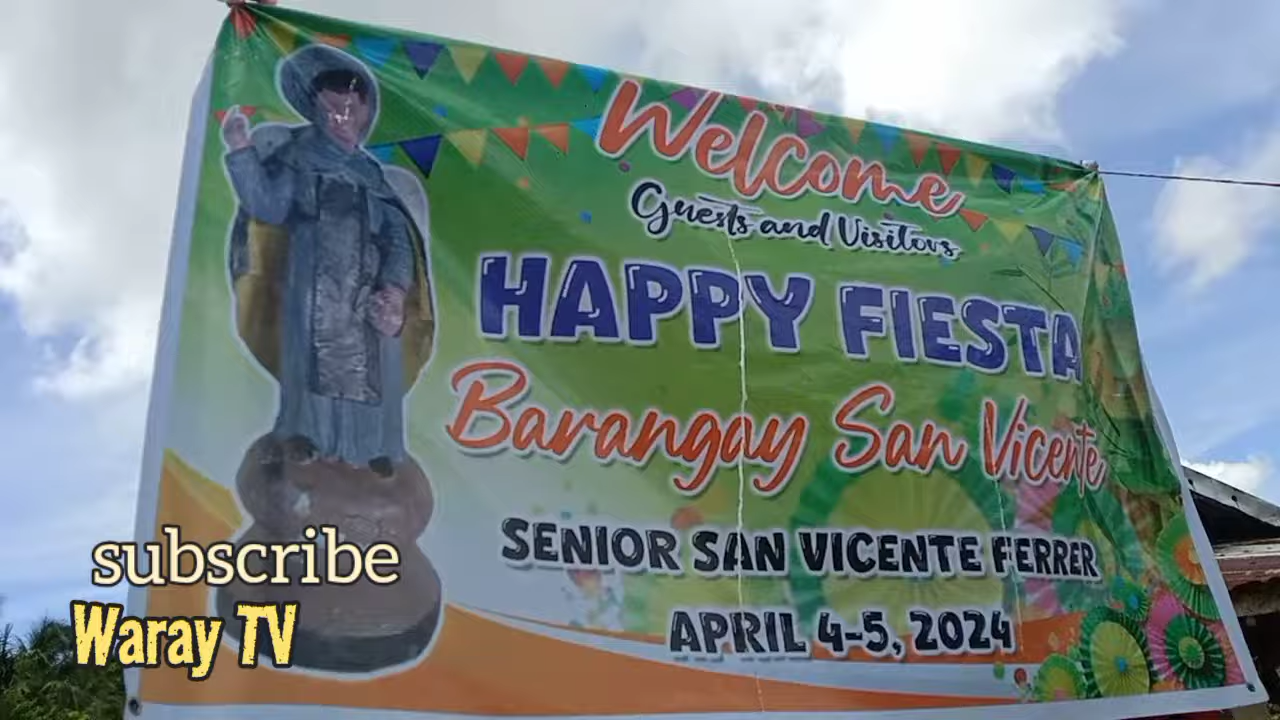 Welcome
Guests and Visitors
HAPPY FIESTA
Barangay San Vicente
SENIOR SAN VICENTE FERRER
APRIL 4-5, 2024
subscribe
Waray TV